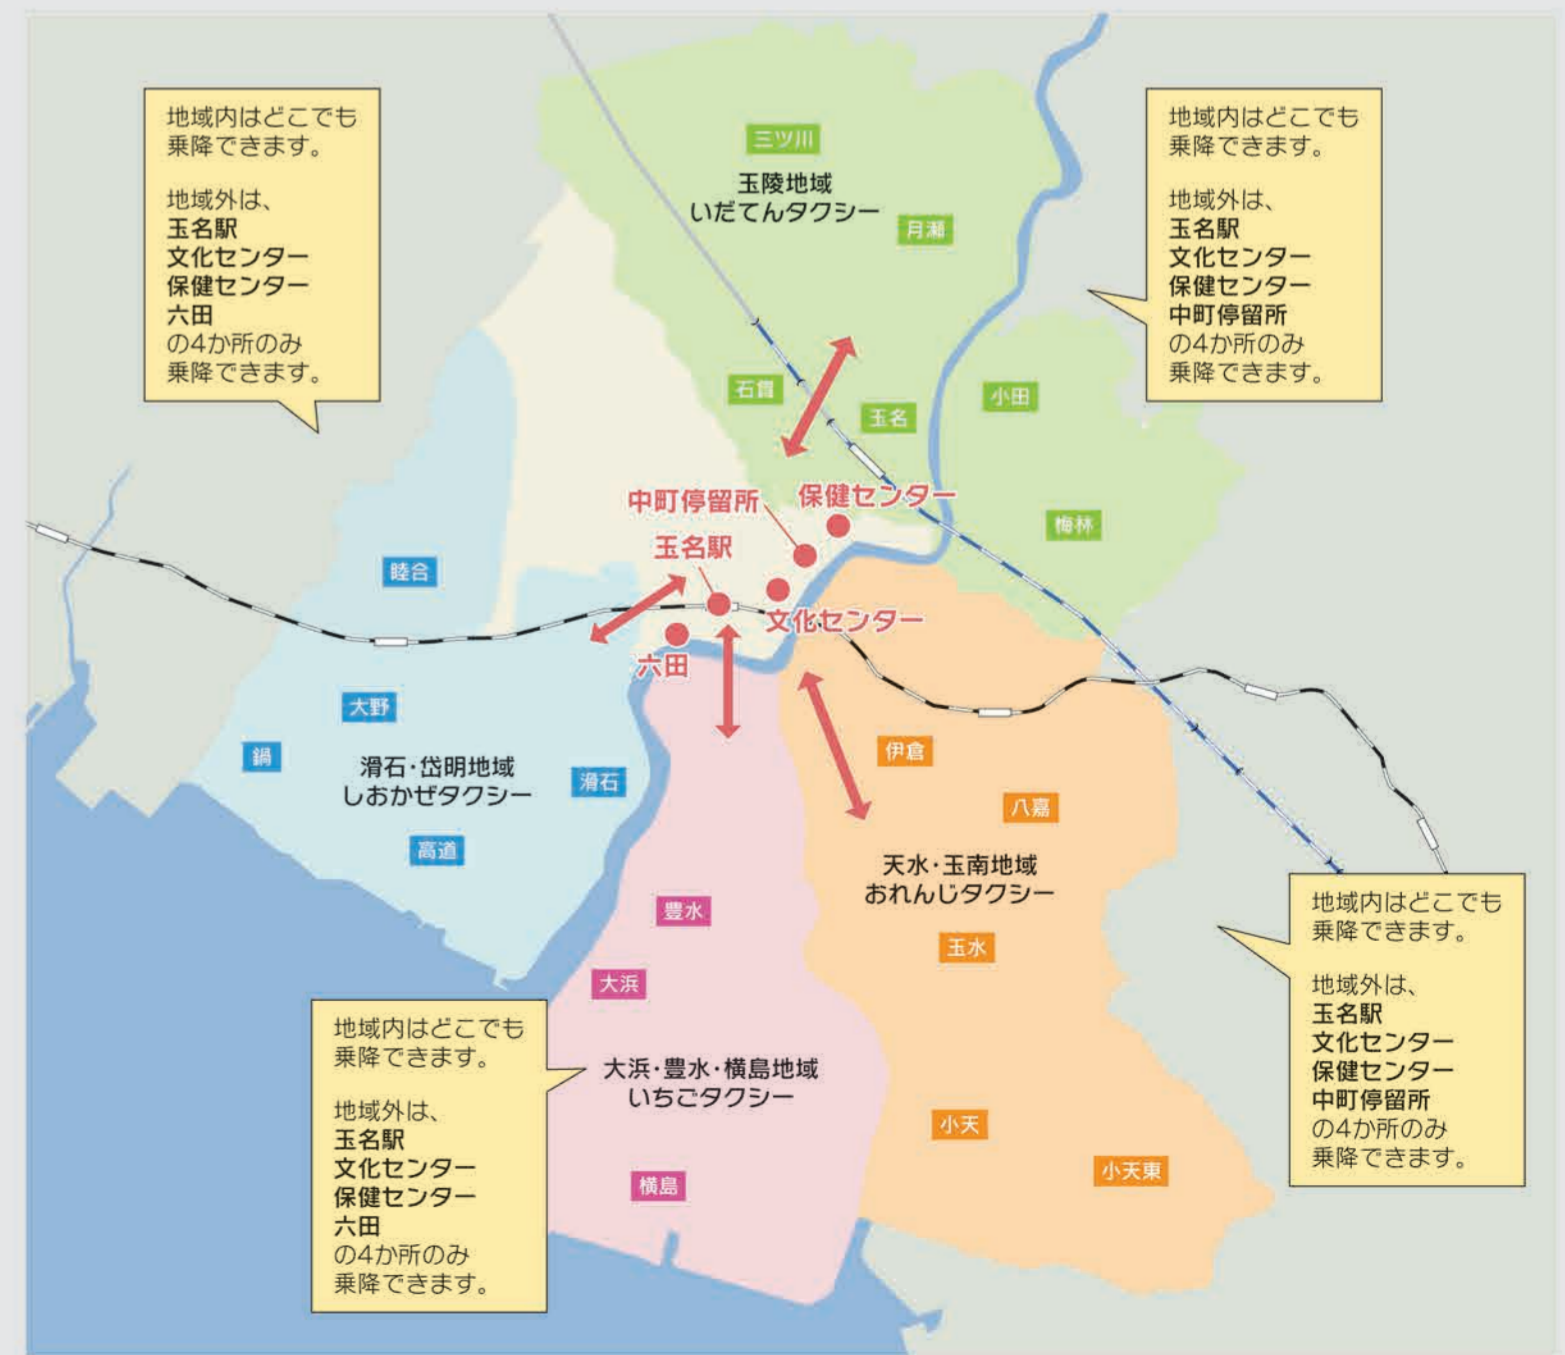 地域内はどこでも
乗降できます。
地域外は、
玉名駅
文化センター
保健センター
六田
の4か所のみ
乗降できます。
地域内はどこでも
乗降できます。
地域外は、
玉名駅
文化センター
保健センター
中町停留所
の4か所のみ
乗降できます。
三ツ川
玉陵地域
いだてんタクシー
月瀬
石貫
玉名
小田
梅林
中町停留所
保健センター
玉名駅
文化センター
六田
睦合
大野
鍋
滑石・岱明地域
しおかぜタクシー
滑石
高道
伊倉
八嘉
天水・玉南地域
おれんじタクシー
玉水
小天
小天東
豊水
大浜
大浜・豊水・横島地域
いちごタクシー
横島
地域内はどこでも
乗降できます。
地域外は、
玉名駅
文化センター
保健センター
六田
の4か所のみ
乗降できます。
地域内はどこでも
乗降できます。
地域外は、
玉名駅
文化センター
保健センター
中町停留所
の4か所のみ
乗降できます。